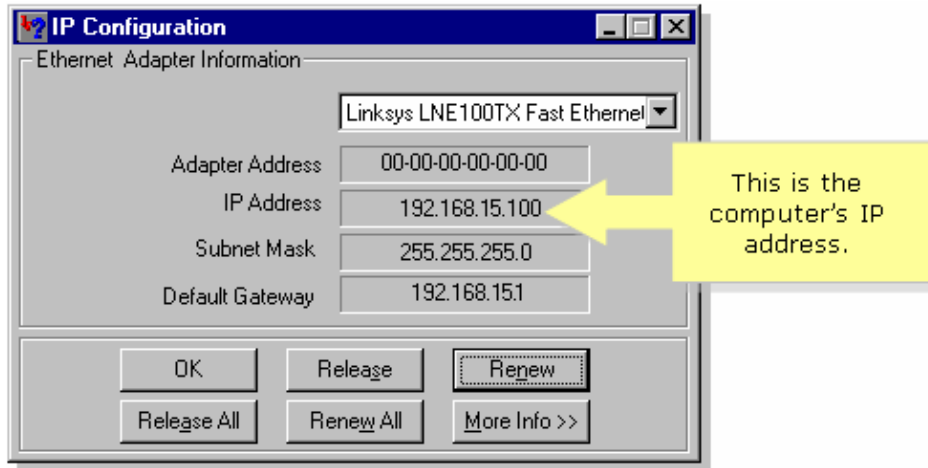 IP Configuration
Ethernet Adapter Information
Linksys LNE100TX Fast Ethernet
Adapter Address 00-00-00-00-00-00
IP Address 192.168.15.100
Subnet Mask 255.255.255.0
Default Gateway 192.168.15.1
This is the
computer's IP
address.
OK Release Renew
Release All Renew All More Info >>